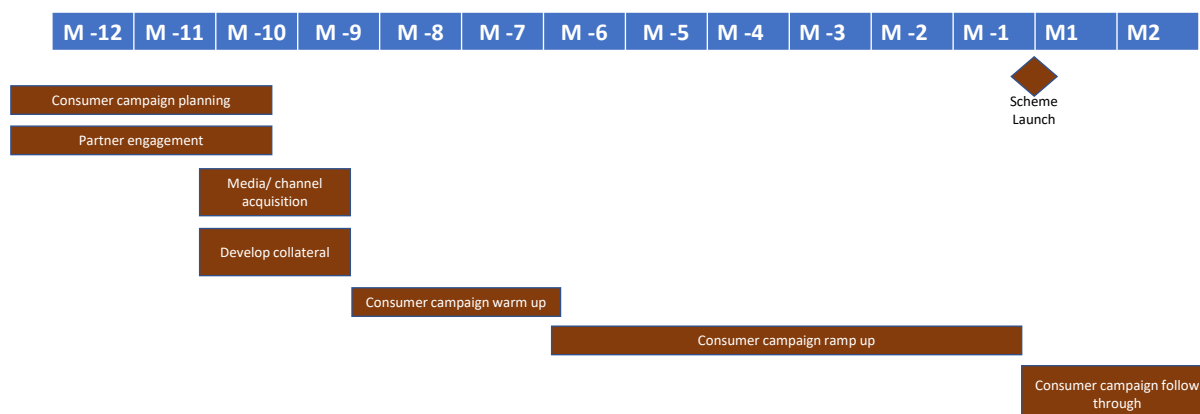 M -12 M -11 M -10 M -9 M -8 M -7 M -6 M -5 M -4 M -3 M -2 M -1 M1 M2
Scheme
Launch
Consumer campaign planning
Partner engagement
Media/ channel
acquisition
Develop collateral
Consumer campaign warm up
Consumer campaign ramp up
Consumer campaign follow
through